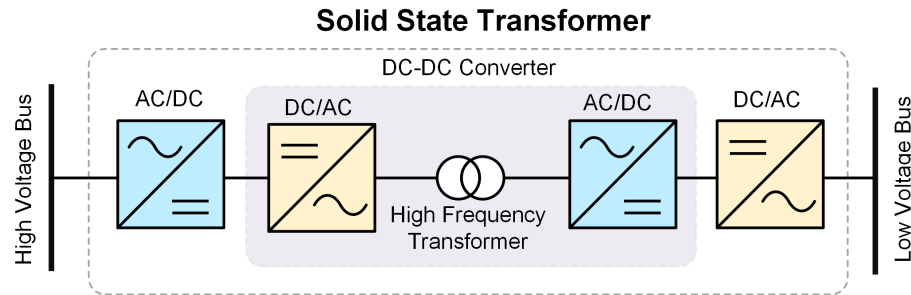 Solid State Transformer
DC-DC Converter
High Voltage Bus
AC/DC
DC/AC
High Frequency
Transformer
AC/DC
DC/AC
Low Voltage Bus